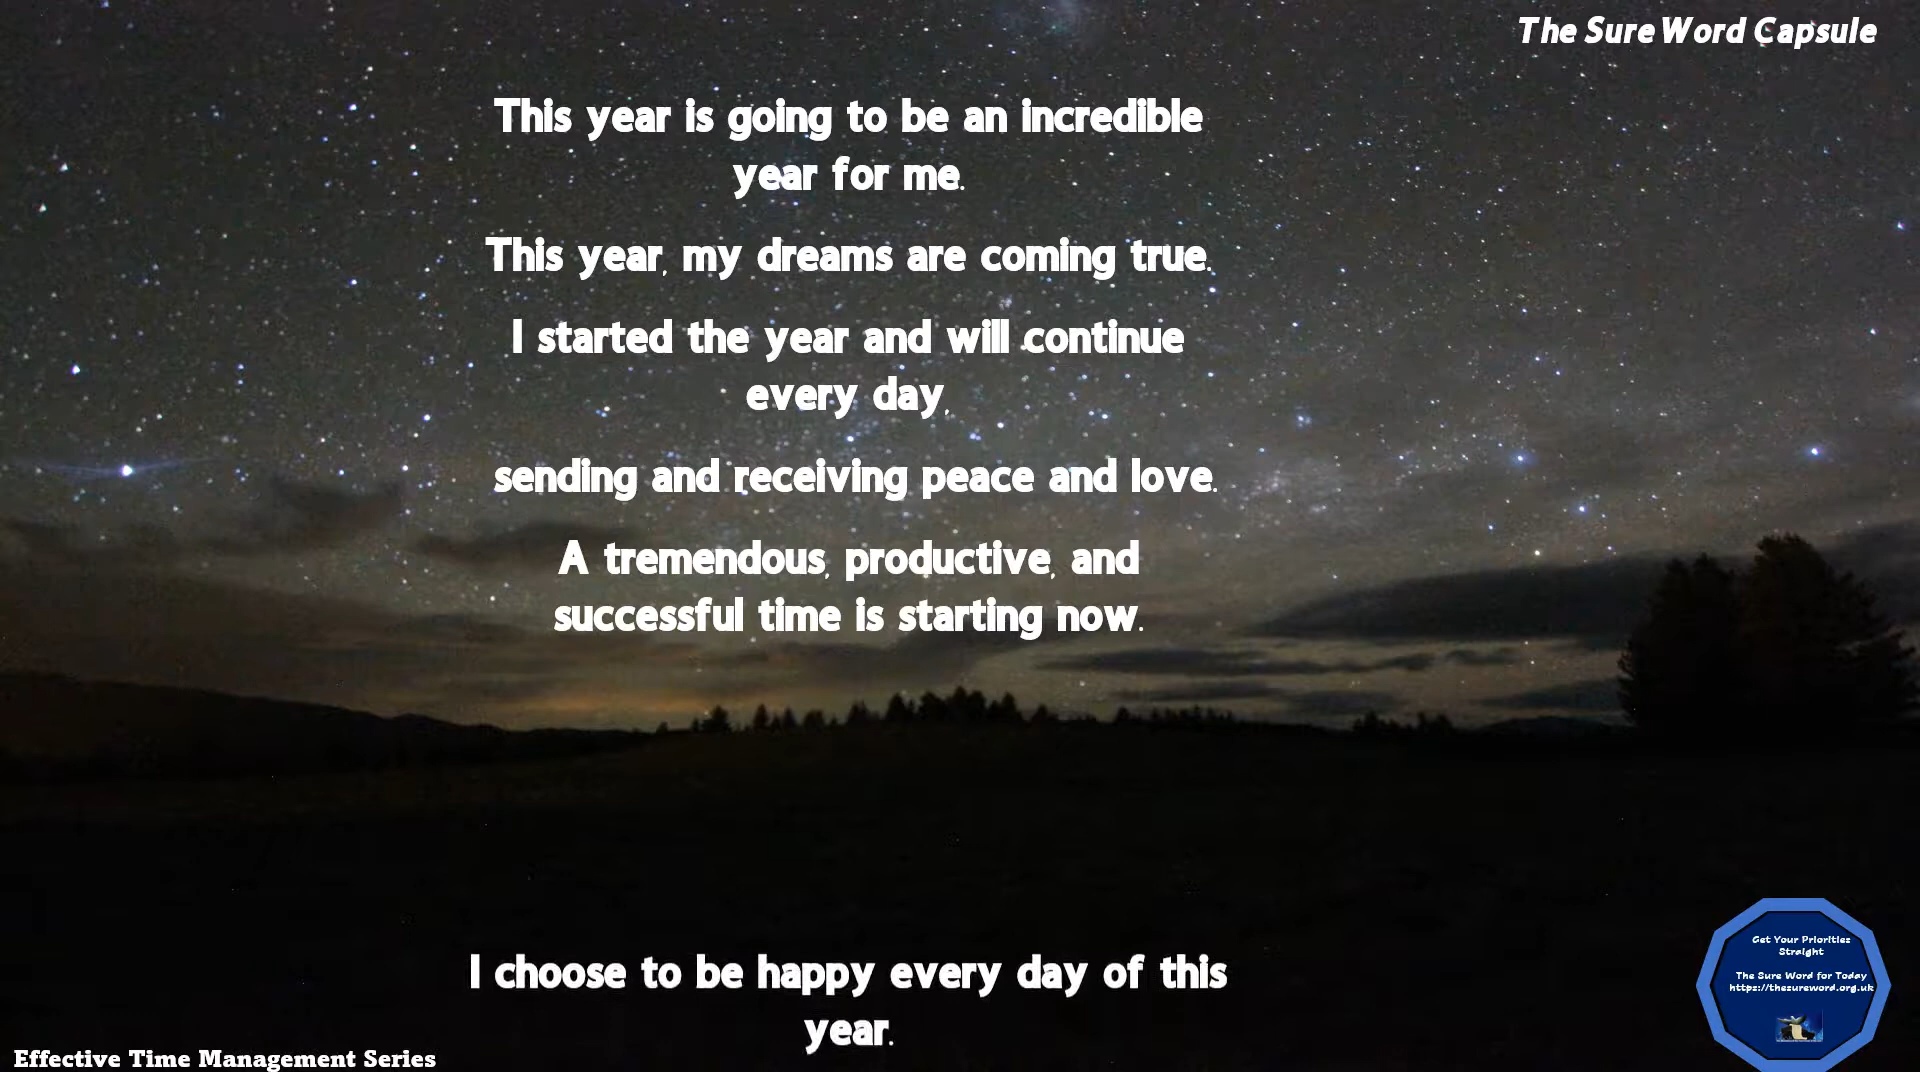 The Sure Word Capsule
This year is going to be an incredible
year for me.
This year, my dreams are coming true.
I started the year and will continue
every day,
sending and receiving peace and love.
A tremendous, productive, and
successful time is starting now.
I choose to be happy every day of this
year.
Effective Time Management Series
Get Your Priorities
Straight
The Sure Word for Today
https://thesureword.org.uk